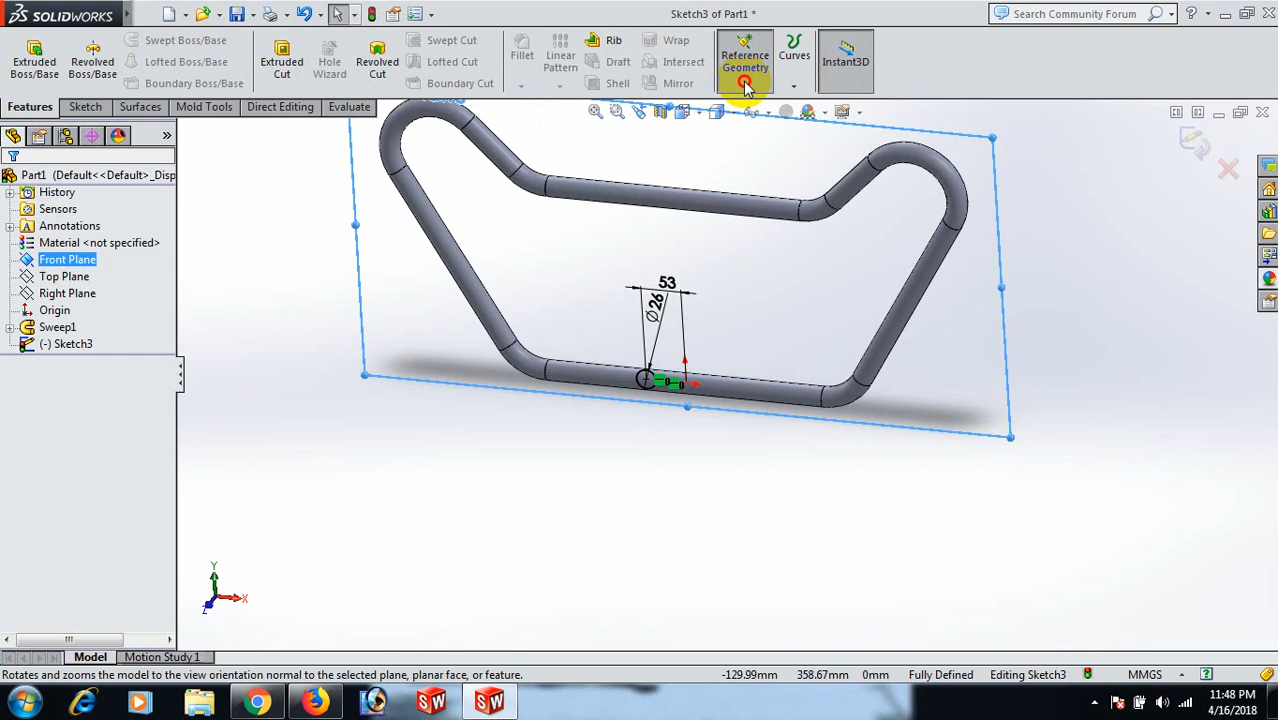 SOLIDWORKS
Sketch3 of Part1 *
Search Community Forum
Extruded Boss/Base
Revolved Boss/Base
Swept Boss/Base
Lofted Boss/Base
Boundary Boss/Base
Extruded Cut
Hole Wizard
Revolved Cut
Swept Cut
Lofted Cut
Boundary Cut
Fillet
Linear Pattern
Rib
Draft
Shell
Wrap
Intersect
Mirror
Reference Geometry
Curves
Instant3D
Features
Sketch
Surfaces
Mold Tools
Direct Editing
Evaluate
Part1 (Default<<Default>_Disp
History
Sensors
Annotations
Material <not specified>
Front Plane
Top Plane
Right Plane
Origin
Sweep1
(-) Sketch3
53
Ø26
Y
X
Z
Model
Motion Study 1
Rotates and zooms the model to the view orientation normal to the selected plane, planar face, or feature.
-129.99mm
358.67mm
0mm
Fully Defined
Editing Sketch3
MMGS
11:48 PM
4/16/2018